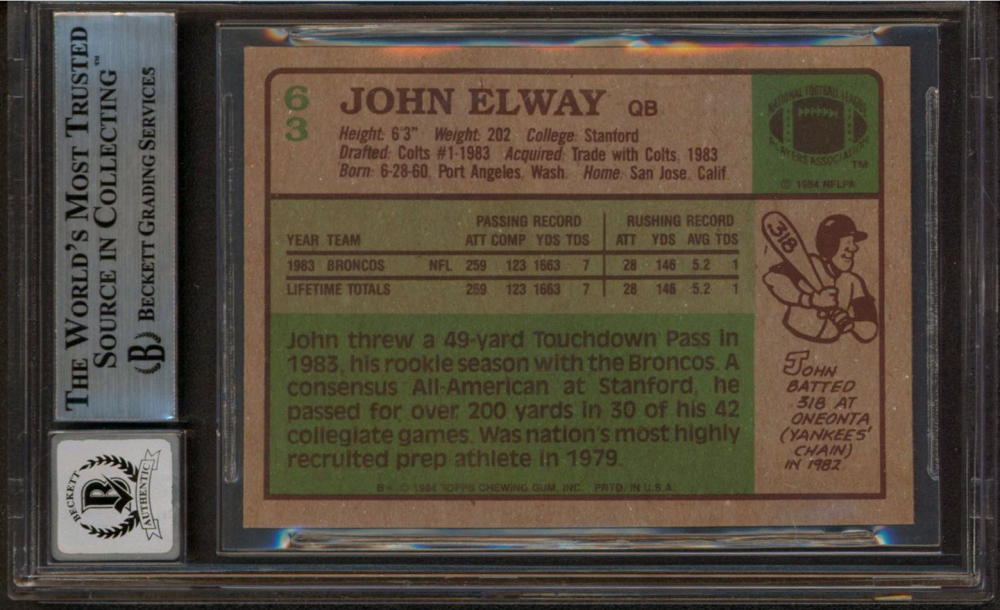 THE WORLD'S MOST TRUSTED
SOURCE IN COLLECTING™
B BECKETT GRADING SERVICES
BECKETT
B
AUTHENTIC
63
JOHN ELWAY QB
Height: 6'3" Weight: 202 College: Stanford
Drafted: Colts #1-1983 Acquired: Trade with Colts, 1983
Born: 6-28-60, Port Angeles, Wash. Home: San Jose, Calif.
NATIONAL FOOTBALL LEAGUE
PLAYERS ASSOCIATION
TM
© 1984 NFLPA
PASSING RECORD RUSHING RECORD
YEAR TEAM ATT COMP YDS TDS ATT YDS AVG TDS
1983 BRONCOS NFL 259 123 1663 7 28 146 5.2 1
LIFETIME TOTALS 259 123 1663 7 28 146 5.2 1
John threw a 49-yard Touchdown Pass in
1983, his rookie season with the Broncos. A
consensus All-American at Stanford, he
passed for over 200 yards in 30 of his 42
collegiate games. Was nation's most highly
recruited prep athlete in 1979.
318
JOHN
BATTED
318 AT
ONEONTA
(YANKEES'
CHAIN)
IN 1982
B* © 1984 TOPPS CHEWING GUM, INC. PRTD. IN U.S.A.